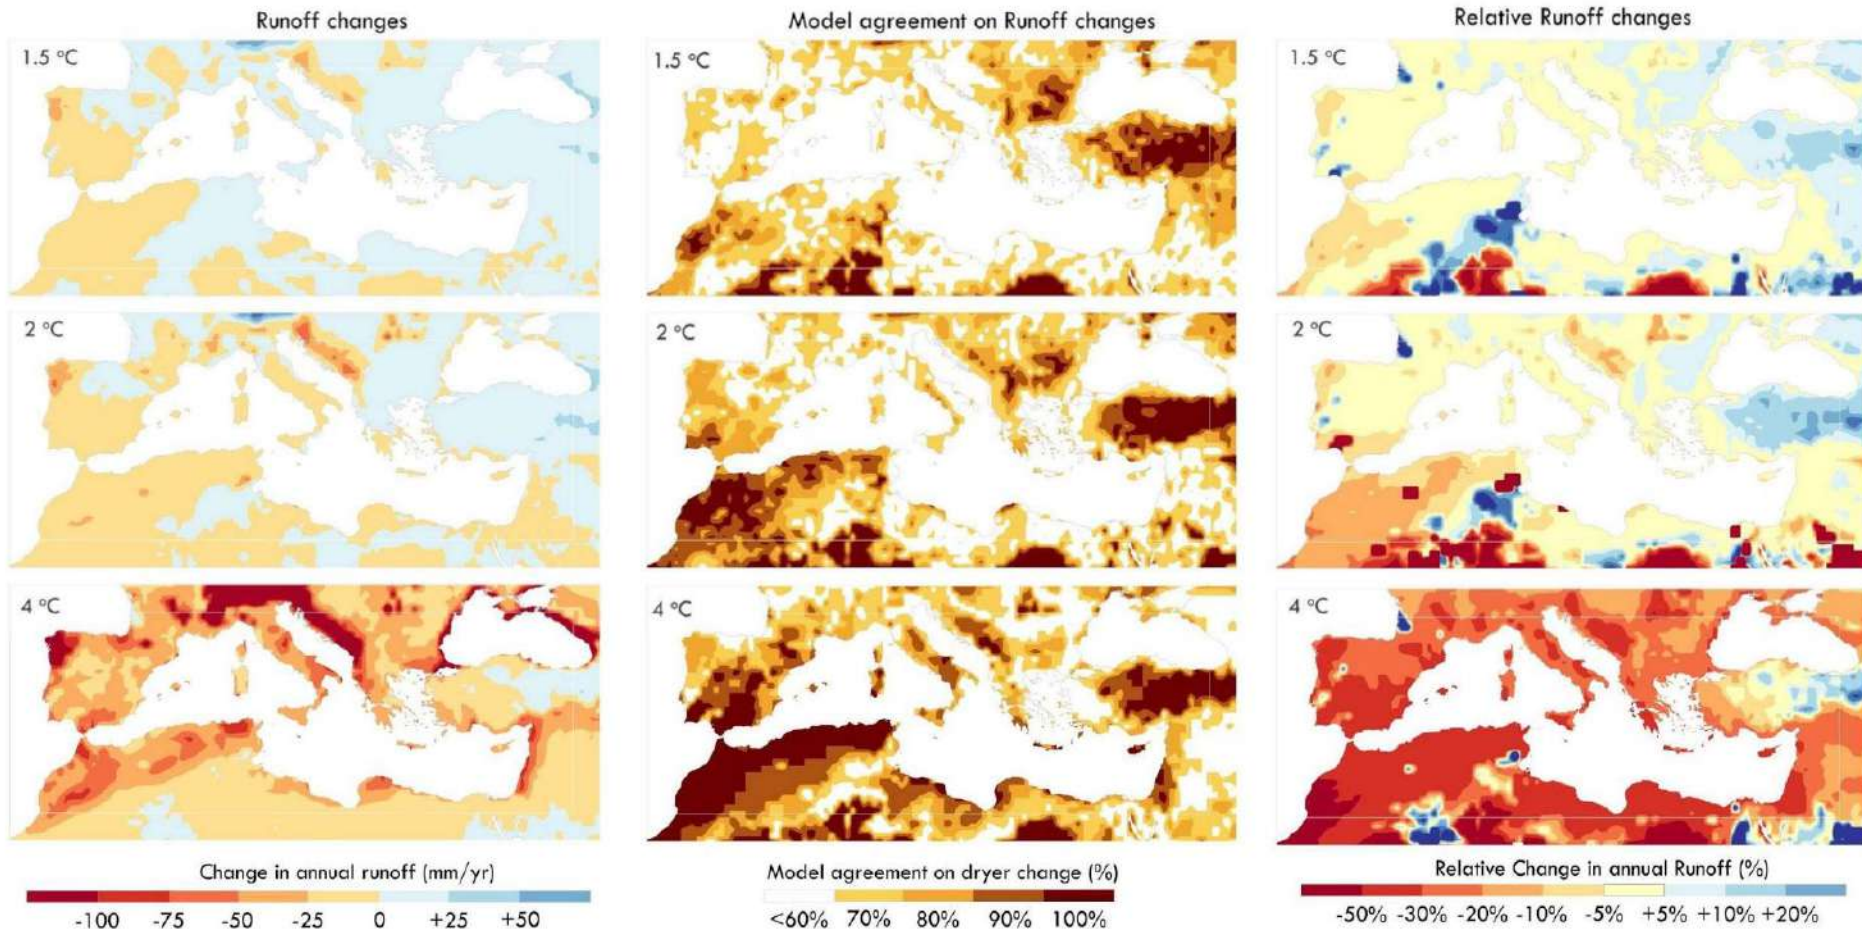 Runoff changes
Model agreement on Runoff changes
Relative Runoff changes
1.5 °C
1.5 °C
1.5 °C
2 °C
2 °C
2 °C
4 °C
4 °C
4 °C
Change in annual runoff (mm/yr)
-100 -75 -50 -25 0 +25 +50
Model agreement on dryer change (%)
<60% 70% 80% 90% 100%
Relative Change in annual Runoff (%)
-50% -30% -20% -10% -5% +5% +10% +20%